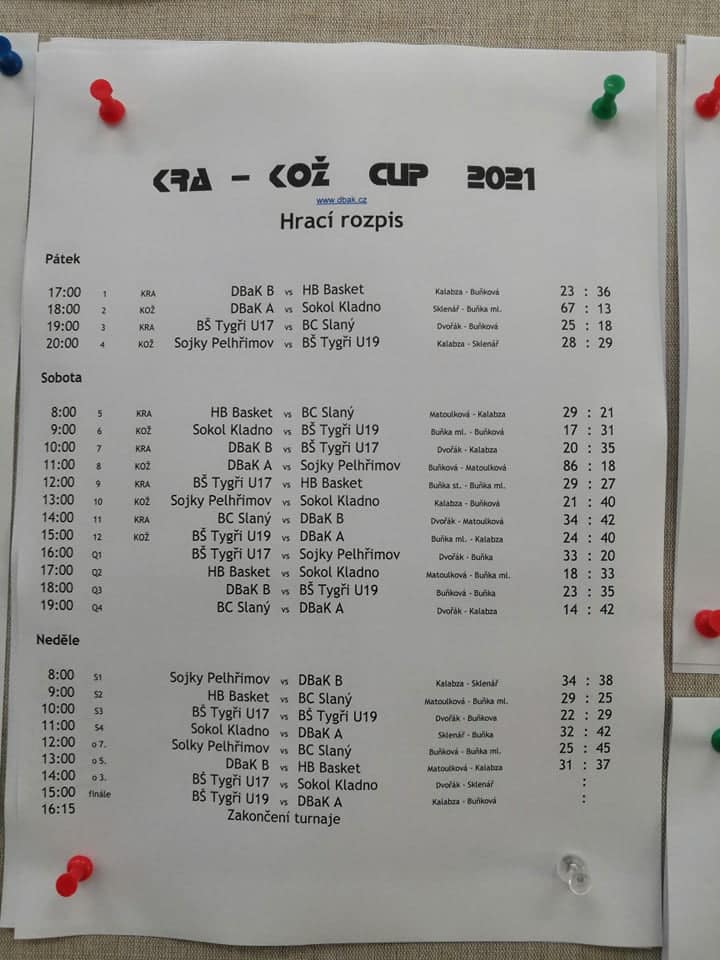 KRA - KOŽ CUP 2021
www.dbak.cz
Hrací rozpis
Pátek
17:00 1 KRA DBaK B vs HB Basket Kalabza - Buňková 23 : 36
18:00 2 KOŽ DBaK A vs Sokol Kladno Sklenář - Buňka ml. 67 : 13
19:00 3 KRA BŠ Tygři U17 vs BC Slaný Dvořák - Buňková 25 : 18
20:00 4 KOŽ Sojky Pelhřimov vs BŠ Tygři U19 Kalabza - Sklenář 28 : 29
Sobota
8:00 5 KRA HB Basket vs BC Slaný Matoulková - Kalabza 29 : 21
9:00 6 KOŽ Sokol Kladno vs BŠ Tygři U19 Buňka ml. - Buňková 17 : 31
10:00 7 KRA DBaK B vs BŠ Tygři U17 Dvořák - Kalabza 20 : 35
11:00 8 KOŽ DBaK A vs Sojky Pelhřimov Buňková - Matoulková 86 : 18
12:00 9 KRA BŠ Tygři U17 vs HB Basket Buňka st. - Buňka ml. 29 : 27
13:00 10 KOŽ Sojky Pelhřimov vs Sokol Kladno Kalabza - Buňková 21 : 40
14:00 11 KRA BC Slaný vs DBaK B Dvořák - Matoulková 34 : 42
15:00 12 KOŽ BŠ Tygři U19 vs DBaK A Buňka ml. - Kalabza 24 : 40
16:00 Q1 BŠ Tygři U17 vs Sojky Pelhřimov Dvořák - Buňka 33 : 20
17:00 Q2 HB Basket vs Sokol Kladno Matoulková - Buňka ml. 18 : 33
18:00 Q3 DBaK B vs BŠ Tygři U19 Buňková - Buňka 23 : 35
19:00 Q4 BC Slaný vs DBaK A Dvořák - Kalabza 14 : 42
Neděle
8:00 S1 Sojky Pelhřimov vs DBaK B Kalabza - Sklenář 34 : 38
9:00 S2 HB Basket vs BC Slaný Matoulková - Buňka ml. 29 : 25
10:00 S3 BŠ Tygři U17 vs BŠ Tygři U19 Dvořák - Buňkova 22 : 29
11:00 S4 Sokol Kladno vs DBaK A Sklenář - Buňka 32 : 42
12:00 o 7. Solky Pelhřimov vs BC Slaný Buňková - Buňka ml. 25 : 45
13:00 o 5. DBaK B vs HB Basket Matoulková - Kalabza 31 : 37
14:00 o 3. BŠ Tygři U17 vs Sokol Kladno Dvořák - Sklenář :
15:00 finále BŠ Tygři U19 vs DBaK A Kalabza - Buňková :
16:15 Zakončení turnaje